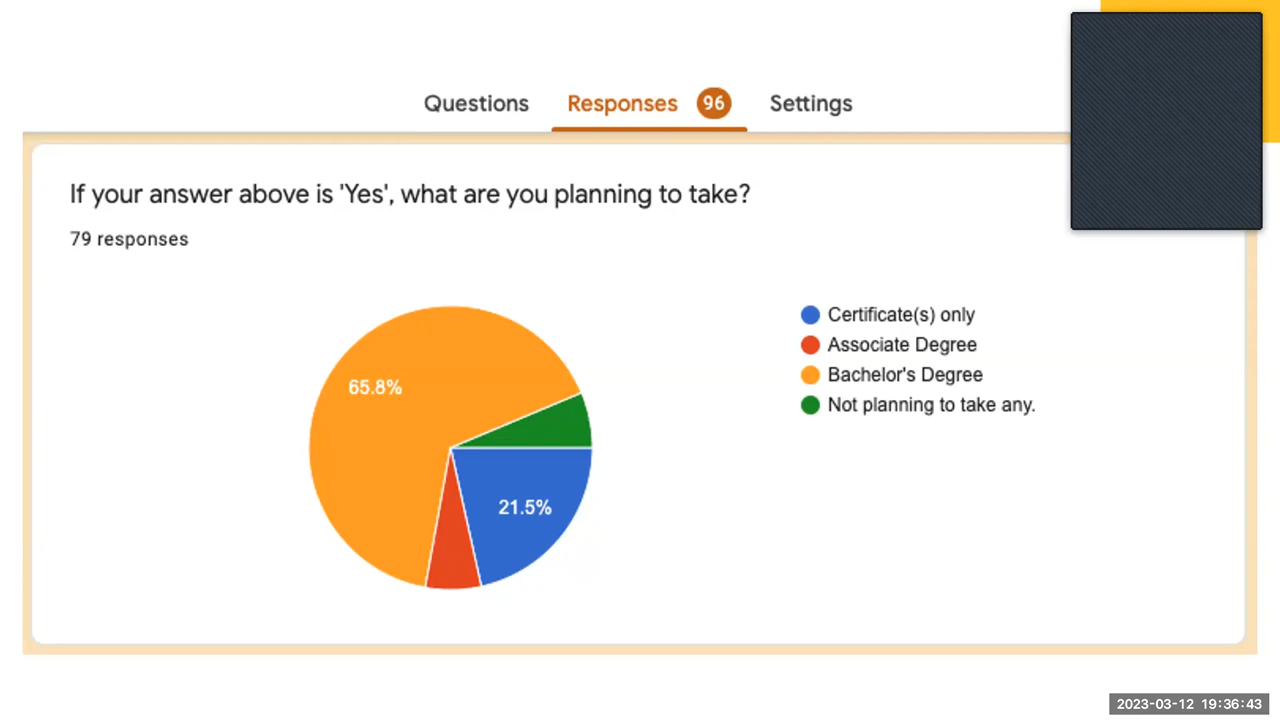 Questions Responses 96 Settings
If your answer above is 'Yes', what are you planning to take?
79 responses
Certificate(s) only
Associate Degree
Bachelor's Degree
Not planning to take any.
65.8%
21.5%
2023-03-12 19:36:43